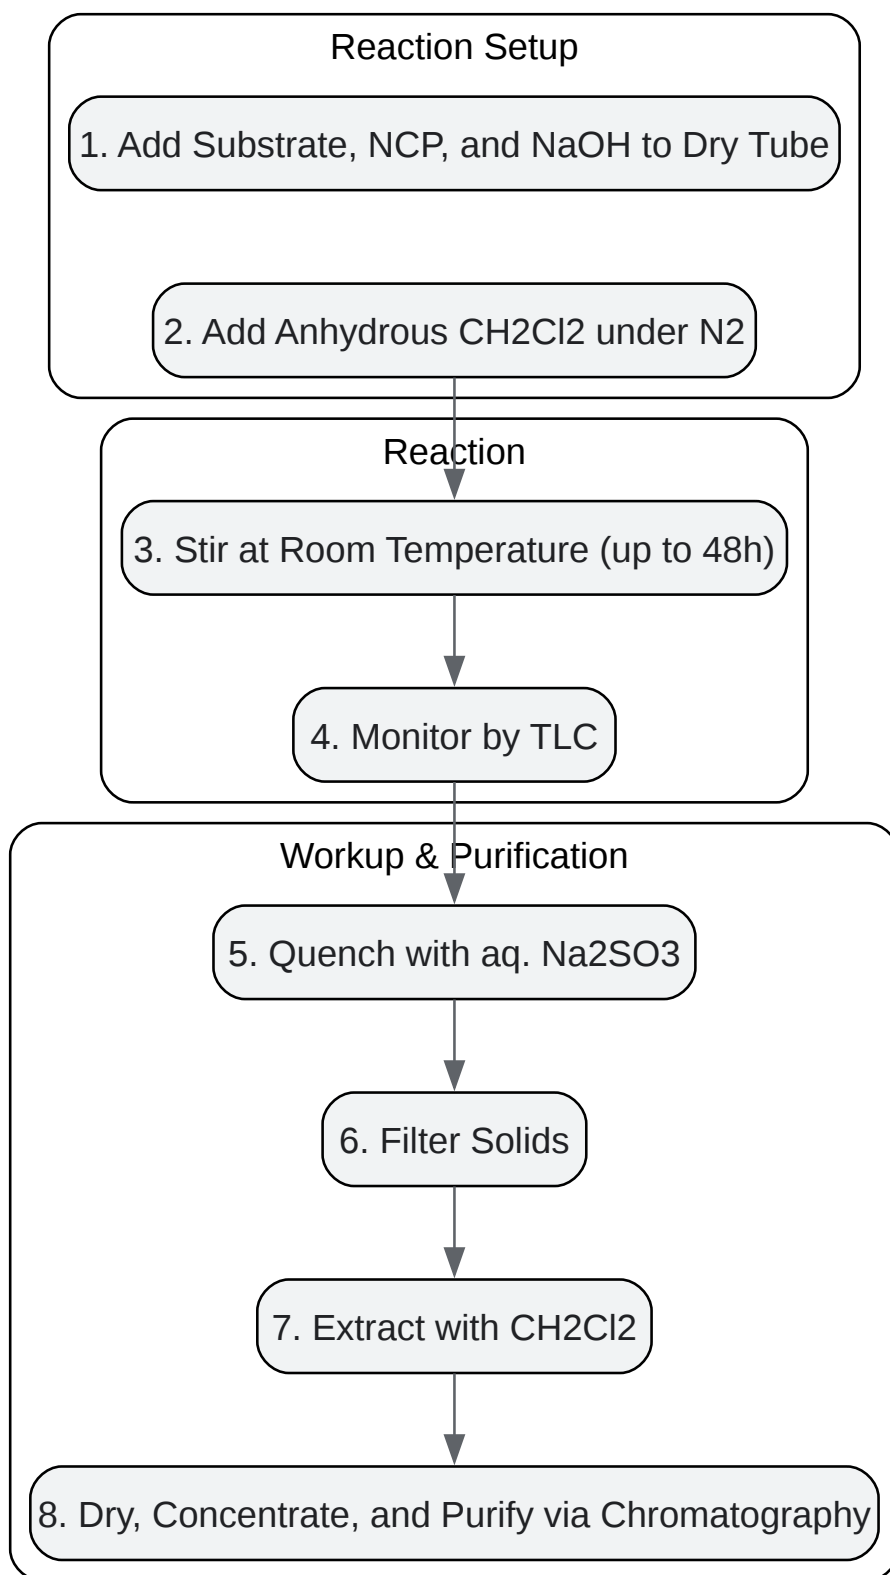 Reaction Setup
1. Add Substrate, NCP, and NaOH to Dry Tube
2. Add Anhydrous CH2Cl2 under N2
Reaction
3. Stir at Room Temperature (up to 48h)
4. Monitor by TLC
Workup & Purification
5. Quench with aq. Na2SO3
6. Filter Solids
7. Extract with CH2Cl2
8. Dry, Concentrate, and Purify via Chromatography